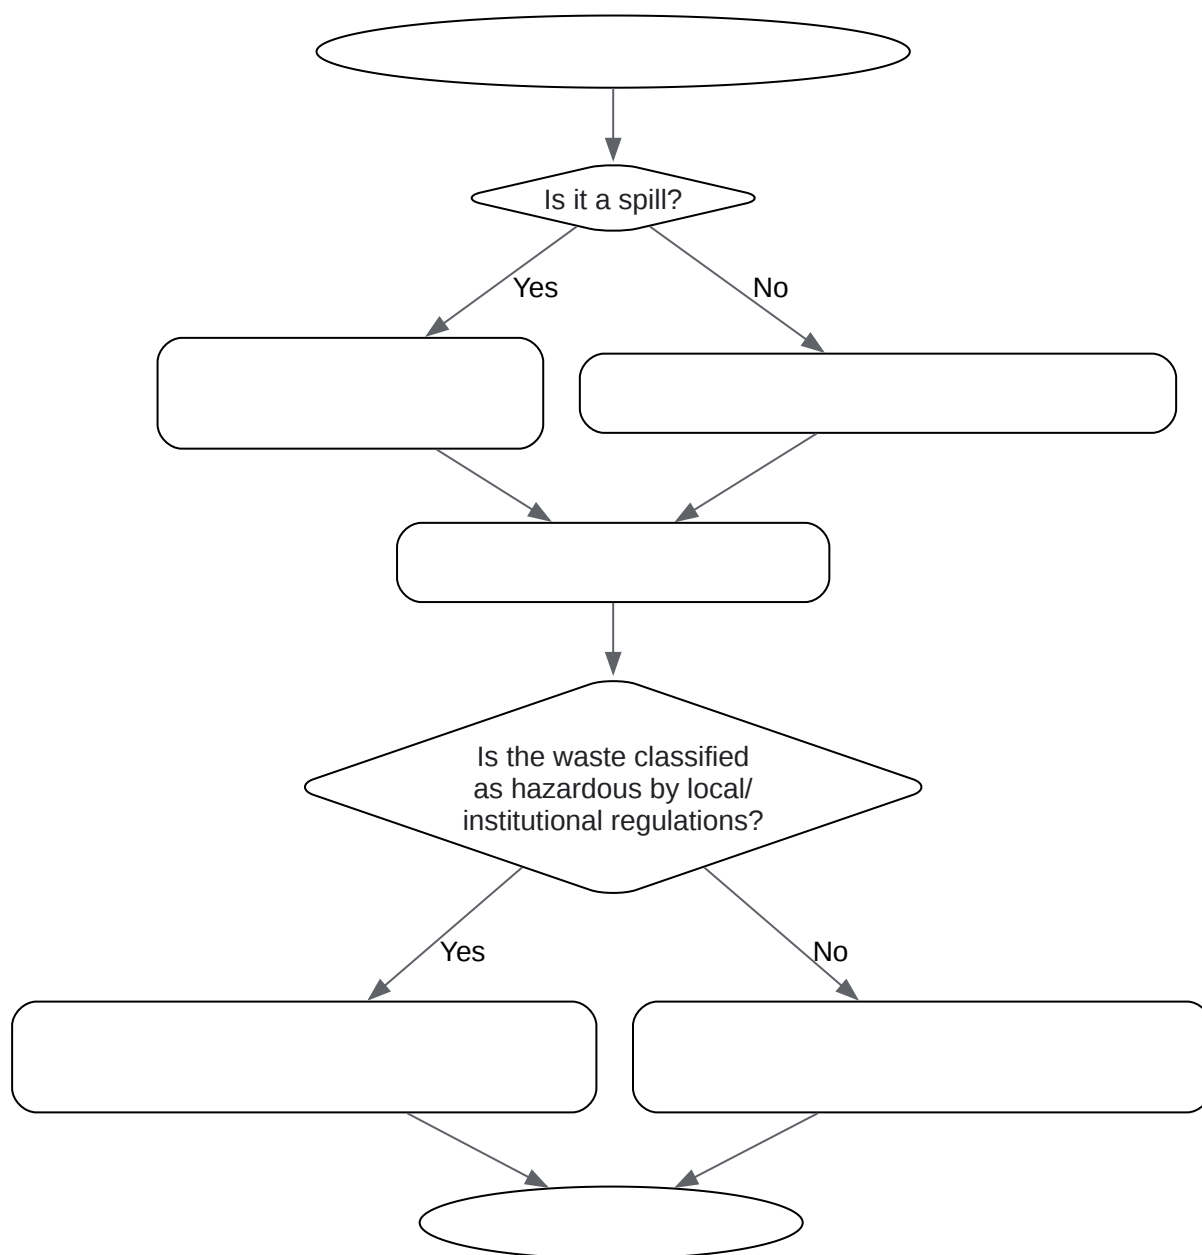 Is it a spill?
Yes
No
Is the waste classified
as hazardous by local/
institutional regulations?
Yes
No